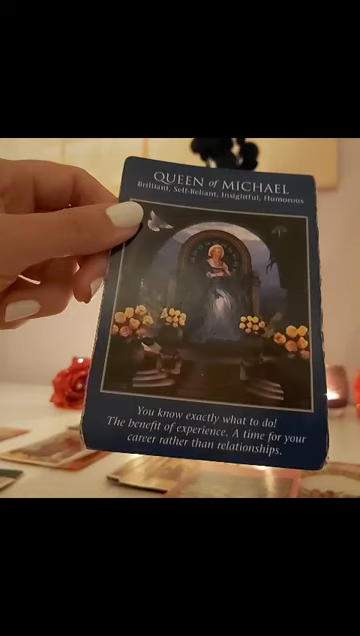 QUEEN of MICHAEL
Brilliant, Self-Reliant, Insightful, Humorous
You know exactly what to do!
The benefit of experience. A time for your
career rather than relationships.